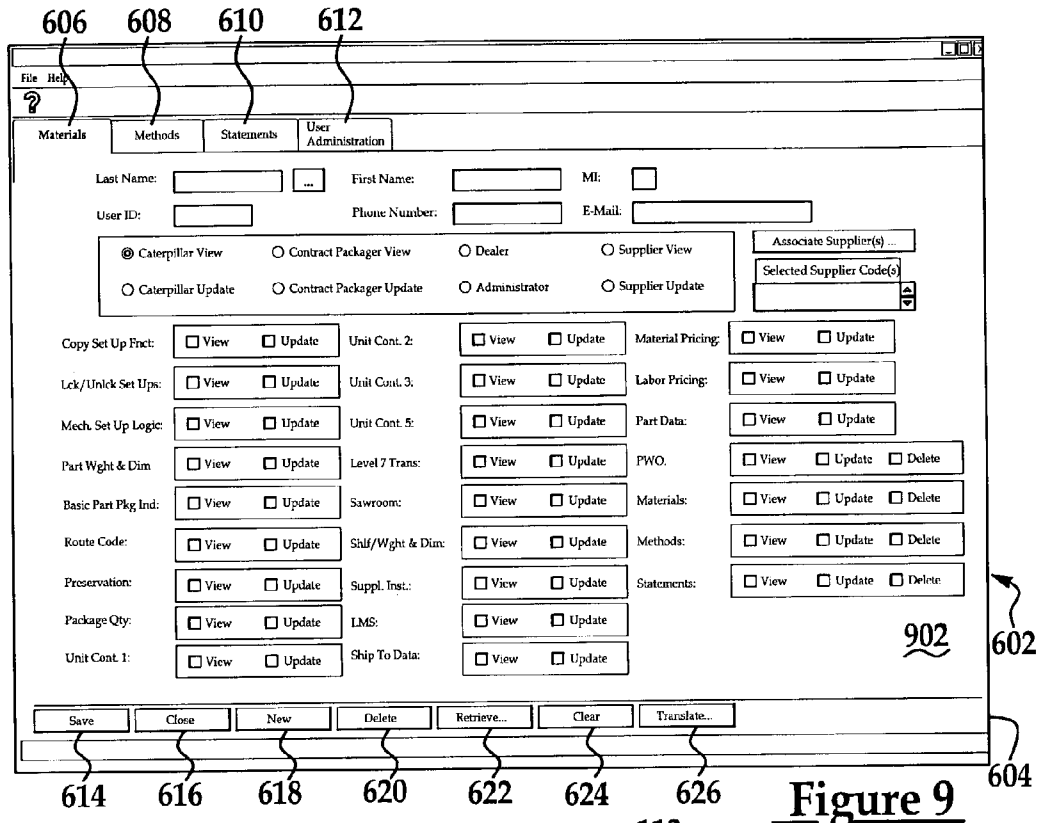 606 608 610 612
File Help
?
Materials Methods Statements User Administration
Last Name: ... First Name: MI:
User ID: Phone Number: E-Mail:
Caterpillar View Contract Packager View Dealer Supplier View Associate Supplier(s) ...
Selected Supplier Code(s)
Caterpillar Update Contract Packager Update Administrator Supplier Update
Copy Set Up Fnct: View Update Unit Cont. 2: View Update Material Pricing: View Update
Lck/Unlck Set Ups: View Update Unit Cont. 3: View Update Labor Pricing: View Update
Mech. Set Up Logic: View Update Unit Cont. 5: View Update Part Data: View Update
Part Wght & Dim View Update Level 7 Trans: View Update PWO. View Update Delete
Basic Part Pkg Ind: View Update Sawroom: View Update Materials: View Update Delete
Route Code: View Update Shlf/Wght & Dim: View Update Methods: View Update Delete
Preservation: View Update Suppl. Inst.: View Update Statements: View Update Delete
Package Qty: View Update LMS: View Update
Unit Cont. 1: View Update Ship To Data: View Update
902
602
Save Close New Delete Retrieve... Clear Translate...
604
614 616 618 620 622 624 626
Figure 9